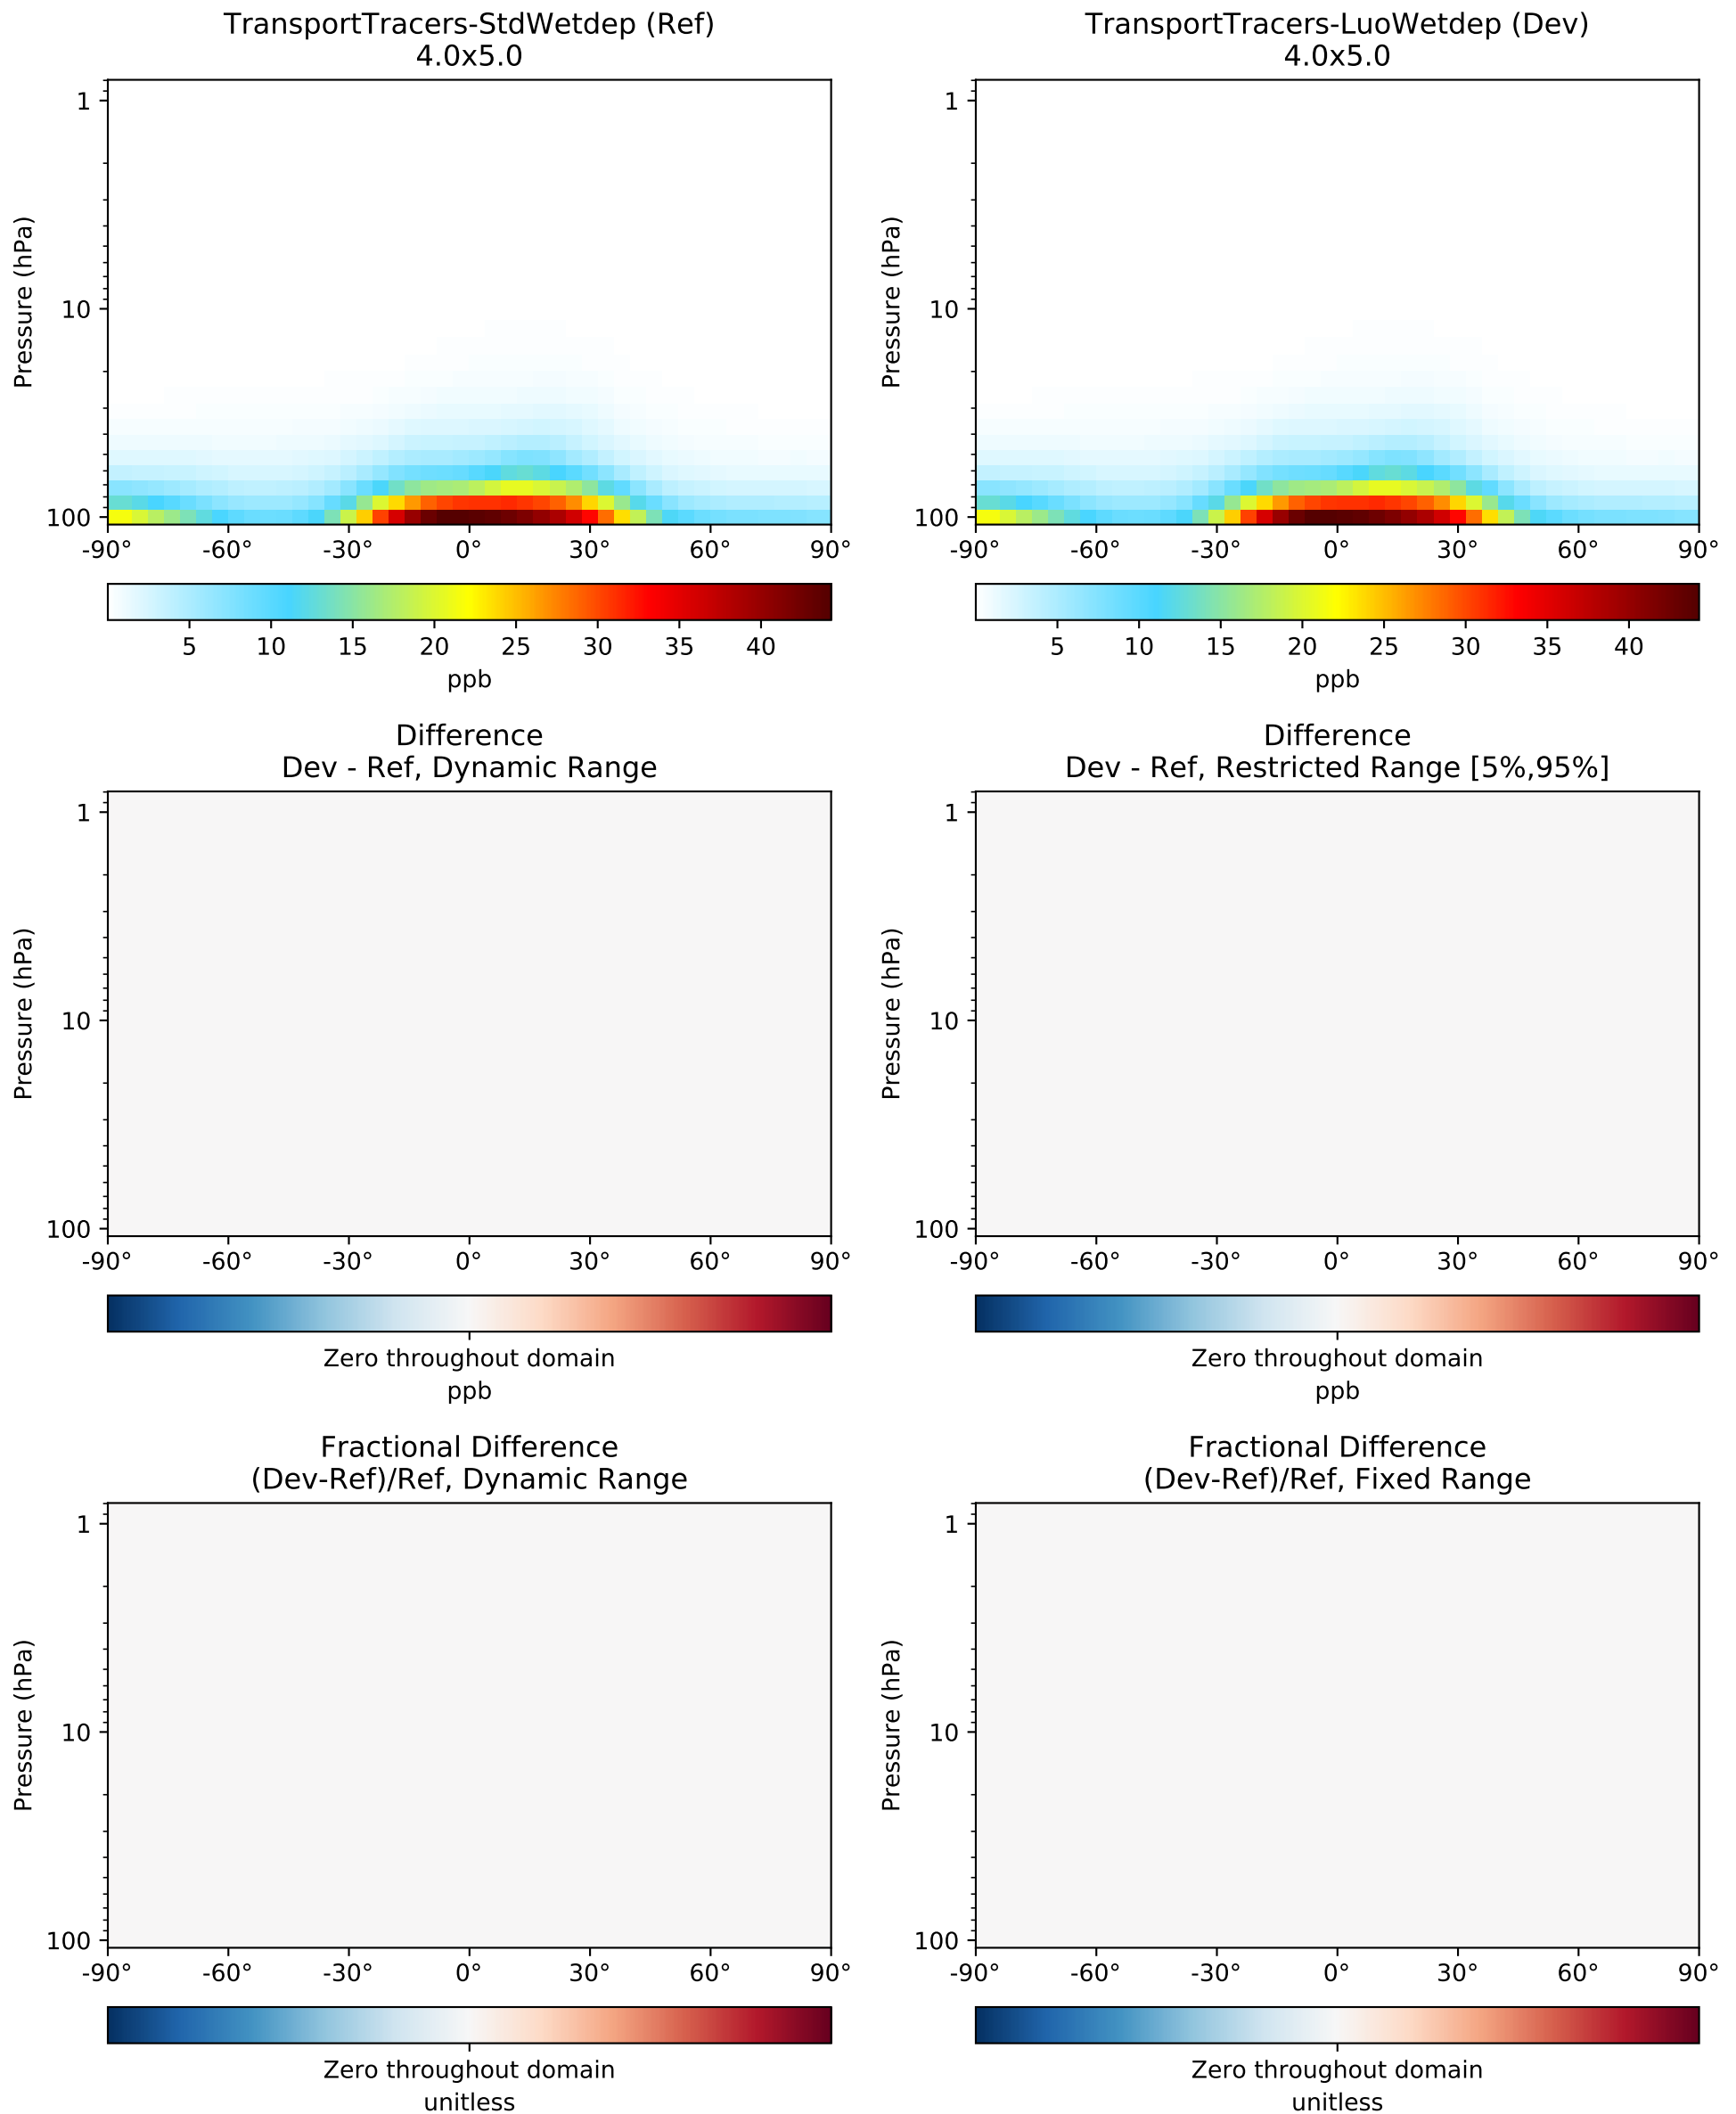 TransportTracers-StdWetdep (Ref)
4.0x5.0
Pressure (hPa)
1
10
100
-90° -60° -30° 0° 30° 60° 90°
5 10 15 20 25 30 35 40
ppb
TransportTracers-LuoWetdep (Dev)
4.0x5.0
Pressure (hPa)
1
10
100
-90° -60° -30° 0° 30° 60° 90°
5 10 15 20 25 30 35 40
ppb
Difference
Dev - Ref, Dynamic Range
Pressure (hPa)
1
10
100
-90° -60° -30° 0° 30° 60° 90°
Zero throughout domain
ppb
Difference
Dev - Ref, Restricted Range [5%,95%]
Pressure (hPa)
1
10
100
-90° -60° -30° 0° 30° 60° 90°
Zero throughout domain
ppb
Fractional Difference
(Dev-Ref)/Ref, Dynamic Range
Pressure (hPa)
1
10
100
-90° -60° -30° 0° 30° 60° 90°
Zero throughout domain
unitless
Fractional Difference
(Dev-Ref)/Ref, Fixed Range
Pressure (hPa)
1
10
100
-90° -60° -30° 0° 30° 60° 90°
Zero throughout domain
unitless